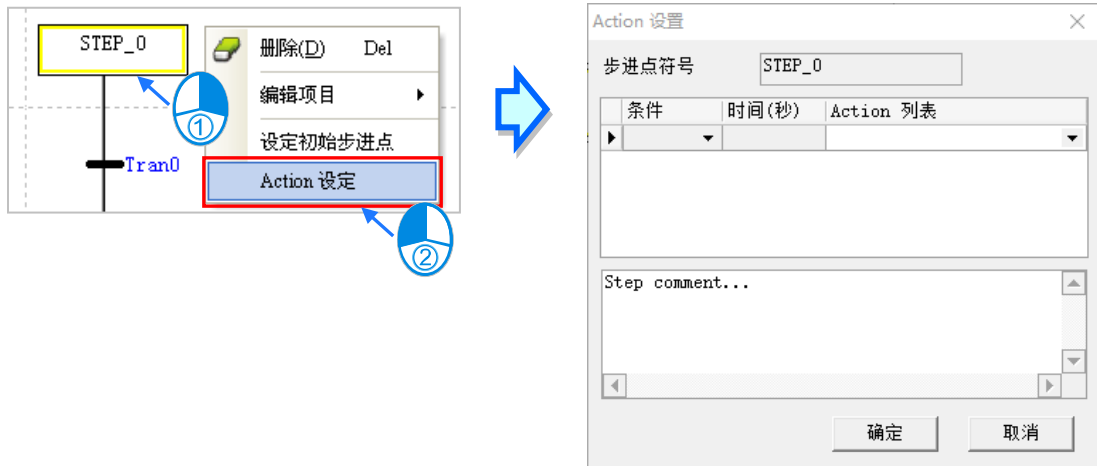 STEP_0
Tran0
删除(D) Del
编辑项目
设定初始步进点
Action 设定
①
②
Action 设置
步进点符号 STEP_0
条件 时间(秒) Action 列表
Step comment...
确定 取消